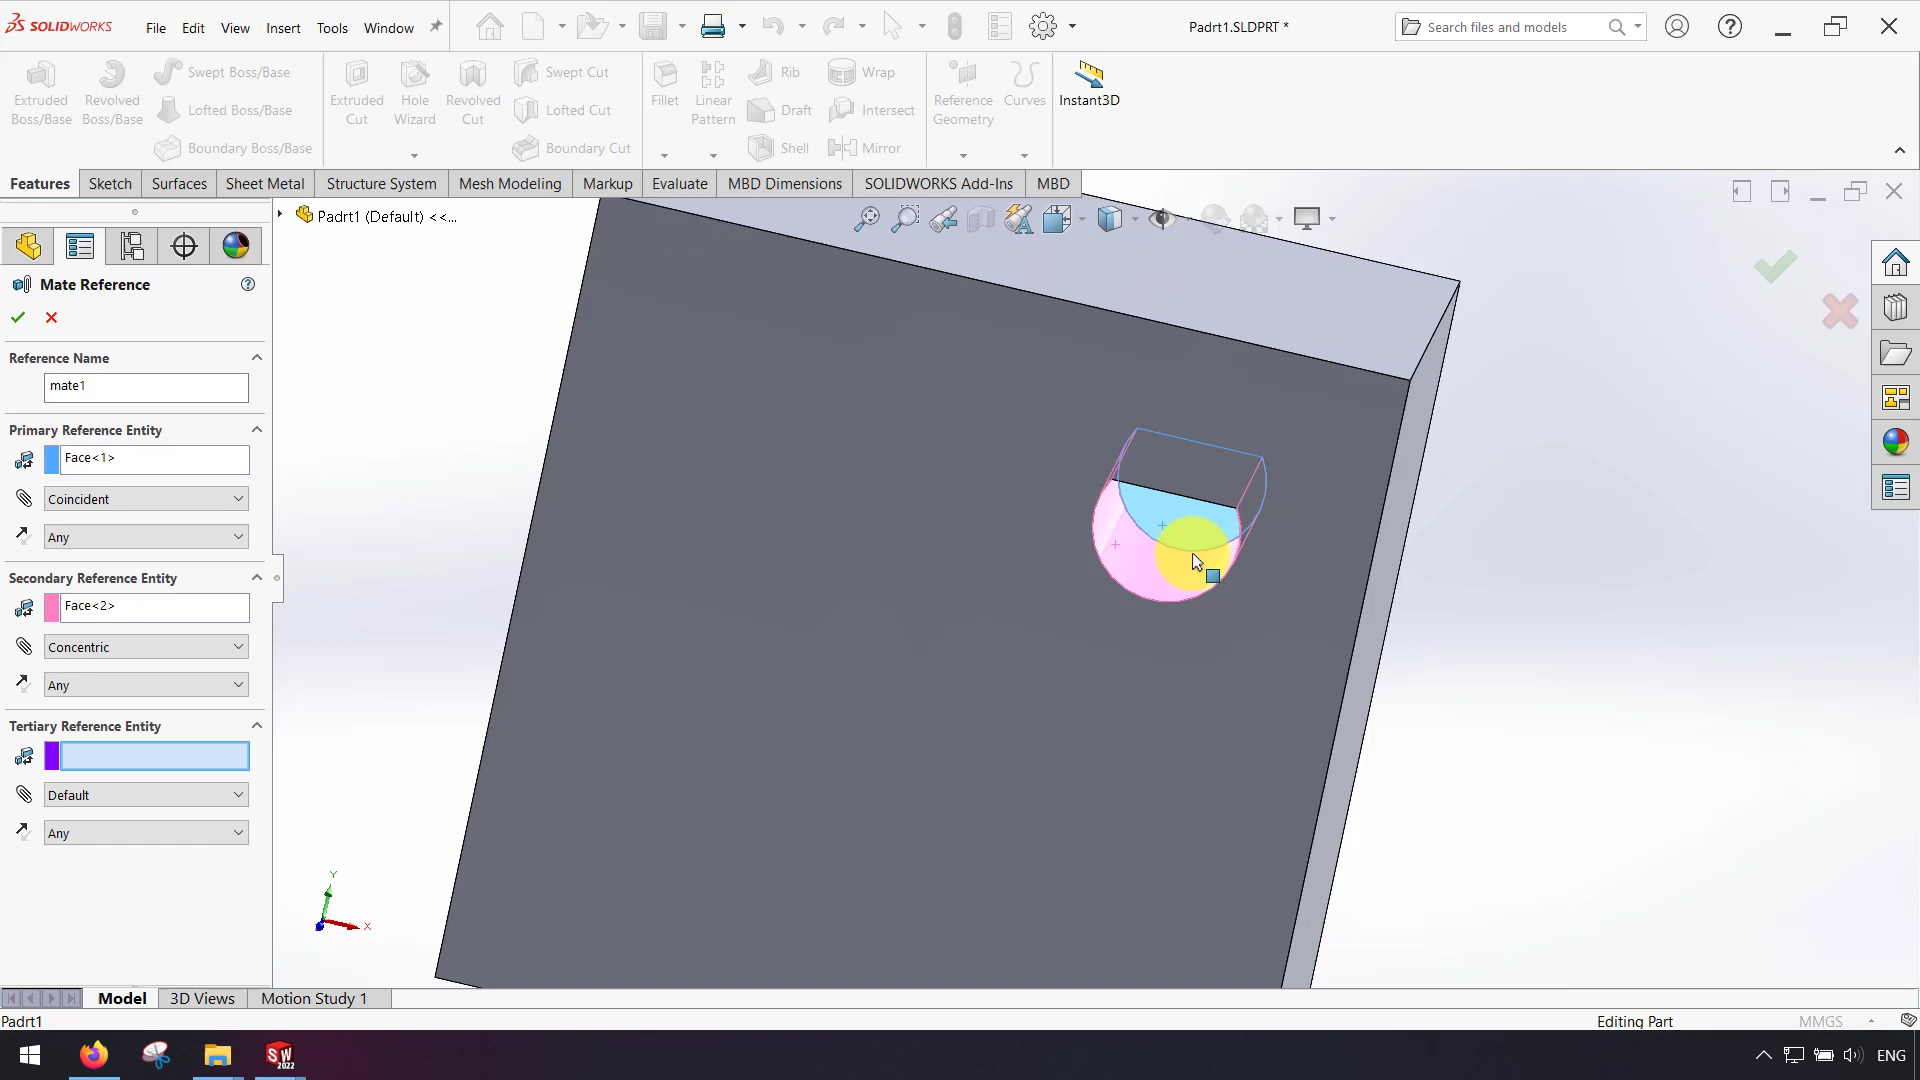 SOLIDWORKS
File
Edit
View
Insert
Tools
Window
Padrt1.SLDPRT *
Search files and models
Extruded Boss/Base
Revolved Boss/Base
Swept Boss/Base
Lofted Boss/Base
Boundary Boss/Base
Extruded Cut
Hole Wizard
Revolved Cut
Swept Cut
Lofted Cut
Boundary Cut
Fillet
Linear Pattern
Rib
Draft
Shell
Wrap
Intersect
Mirror
Reference Geometry
Curves
Instant3D
Features
Sketch
Surfaces
Sheet Metal
Structure System
Mesh Modeling
Markup
Evaluate
MBD Dimensions
SOLIDWORKS Add-Ins
MBD
Padrt1 (Default) <<...
Mate Reference
Reference Name
mate1
Primary Reference Entity
Face<1>
Coincident
Any
Secondary Reference Entity
Face<2>
Concentric
Any
Tertiary Reference Entity
Default
Any
Y
X
Model
3D Views
Motion Study 1
Padrt1
Editing Part
MMGS
SW
2022
ENG